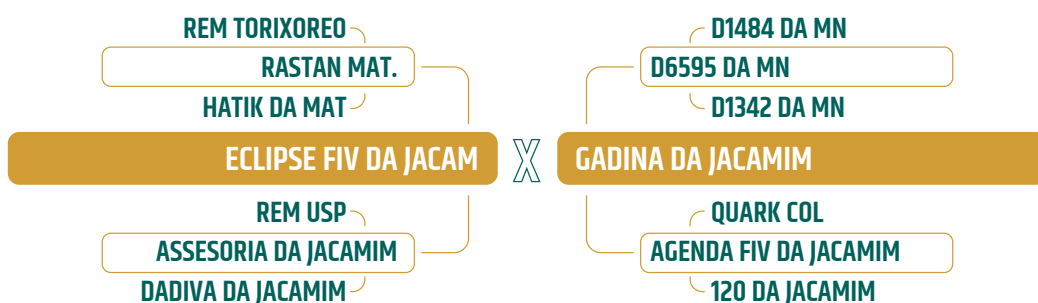 REM TORIXOREO
RASTAN MAT.
HATIK DA MAT
ECLIPSE FIV DA JACAM
REM USP
ASSESORIA DA JACAMIM
DADIVA DA JACAMIM
X
D1484 DA MN
D6595 DA MN
D1342 DA MN
GADINA DA JACAMIM
QUARK COL
AGENDA FIV DA JACAMIM
120 DA JACAMIM